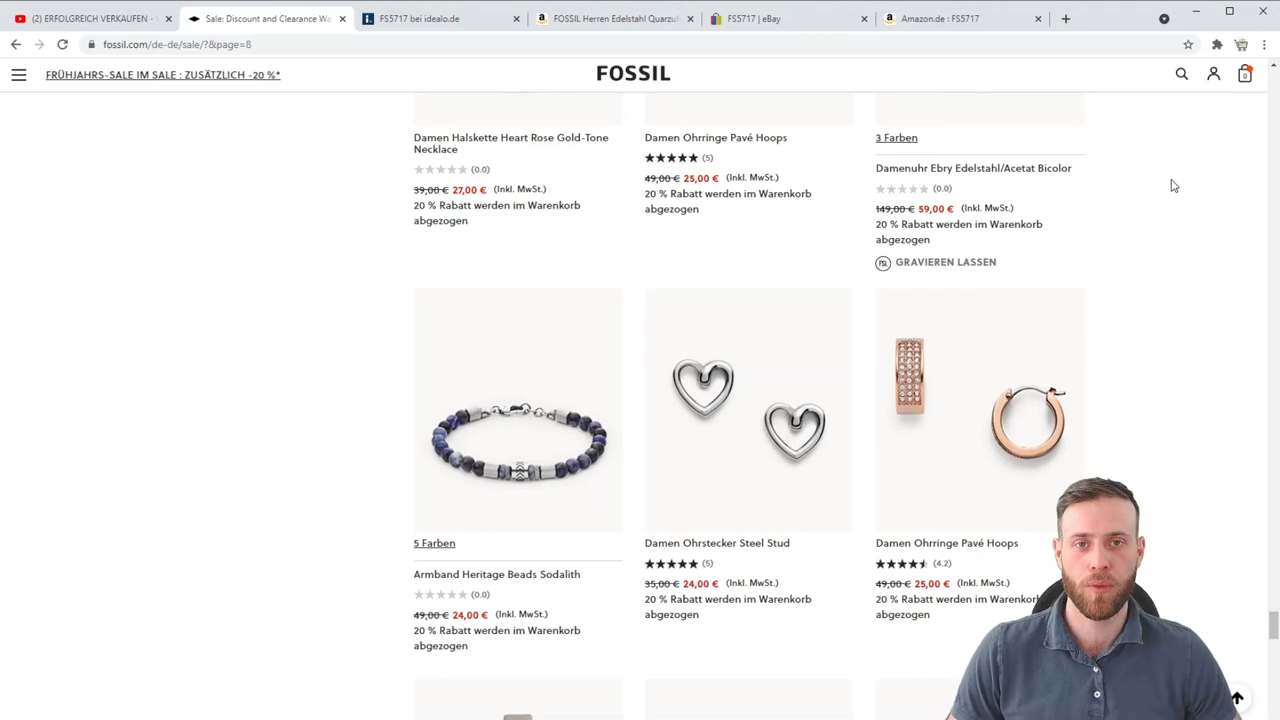 (2) ERFOLGREICH VERKAUFEN -
Sale: Discount and Clearance Wa
FS5717 bei idealo.de
FOSSIL Herren Edelstahl Quarzuh
FS5717 | eBay
Amazon.de : FS5717
fossil.com/de-de/sale/?&page=8
FRÜHJAHRS-SALE IM SALE : ZUSÄTZLICH -20 %*
FOSSIL
0
Damen Halskette Heart Rose Gold-Tone
Necklace
(0.0)
39,00 € 27,00 € (Inkl. MwSt.)
20 % Rabatt werden im Warenkorb
abgezogen
Damen Ohrringe Pavé Hoops
(5)
49,00 € 25,00 € (Inkl. MwSt.)
20 % Rabatt werden im Warenkorb
abgezogen
3 Farben
Damenuhr Ebry Edelstahl/Acetat Bicolor
(0.0)
149,00 € 59,00 € (Inkl. MwSt.)
20 % Rabatt werden im Warenkorb
abgezogen
FSL GRAVIEREN LASSEN
5 Farben
Armband Heritage Beads Sodalith
(0.0)
49,00 € 24,00 € (Inkl. MwSt.)
20 % Rabatt werden im Warenkorb
abgezogen
Damen Ohrstecker Steel Stud
(5)
35,00 € 24,00 € (Inkl. MwSt.)
20 % Rabatt werden im Warenkorb
abgezogen
Damen Ohrringe Pavé Hoops
(4.2)
49,00 € 25,00 € (Inkl. MwSt.)
20 % Rabatt werden im Warenkorb
abgezogen